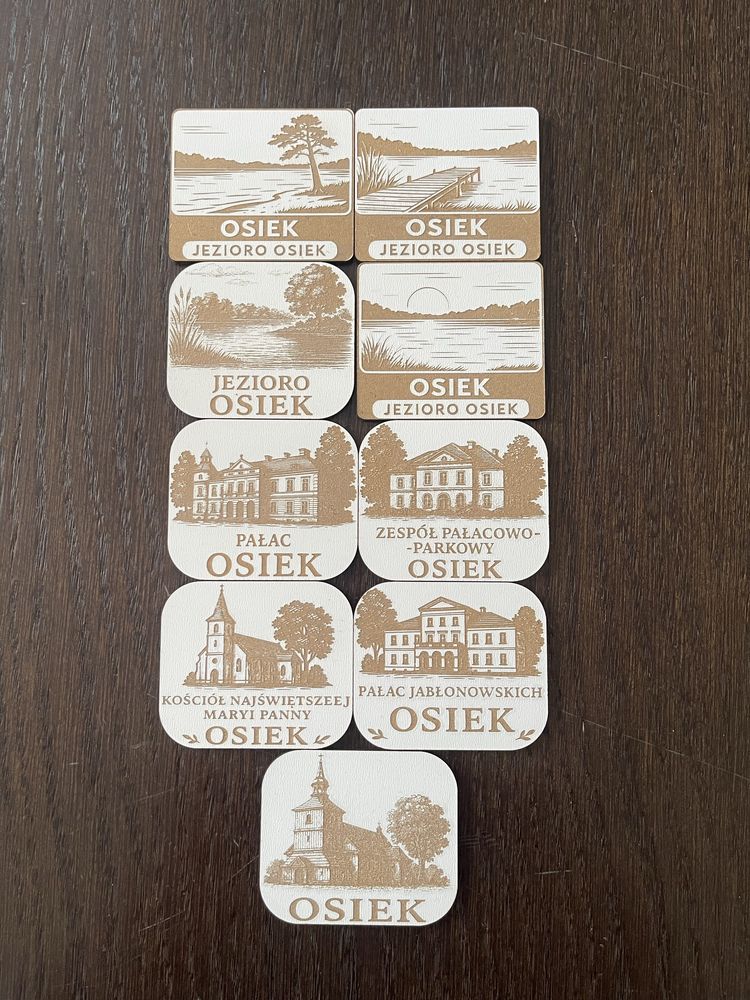 OSIEK
JEZIORO OSIEK
OSIEK
JEZIORO OSIEK
JEZIORO
OSIEK
OSIEK
JEZIORO OSIEK
PAŁAC
OSIEK
ZESPÓŁ PAŁACOWO-
-PARKOWY
OSIEK
KOŚCIÓŁ NAJŚWIĘTSZEEJ
MARYI PANNY
OSIEK
PAŁAC JABŁONOWSKICH
OSIEK
OSIEK